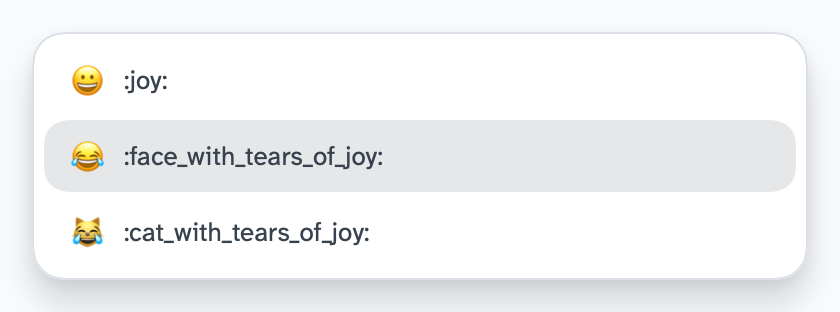 😀 :joy:
😂 :face_with_tears_of_joy:
😹 :cat_with_tears_of_joy: